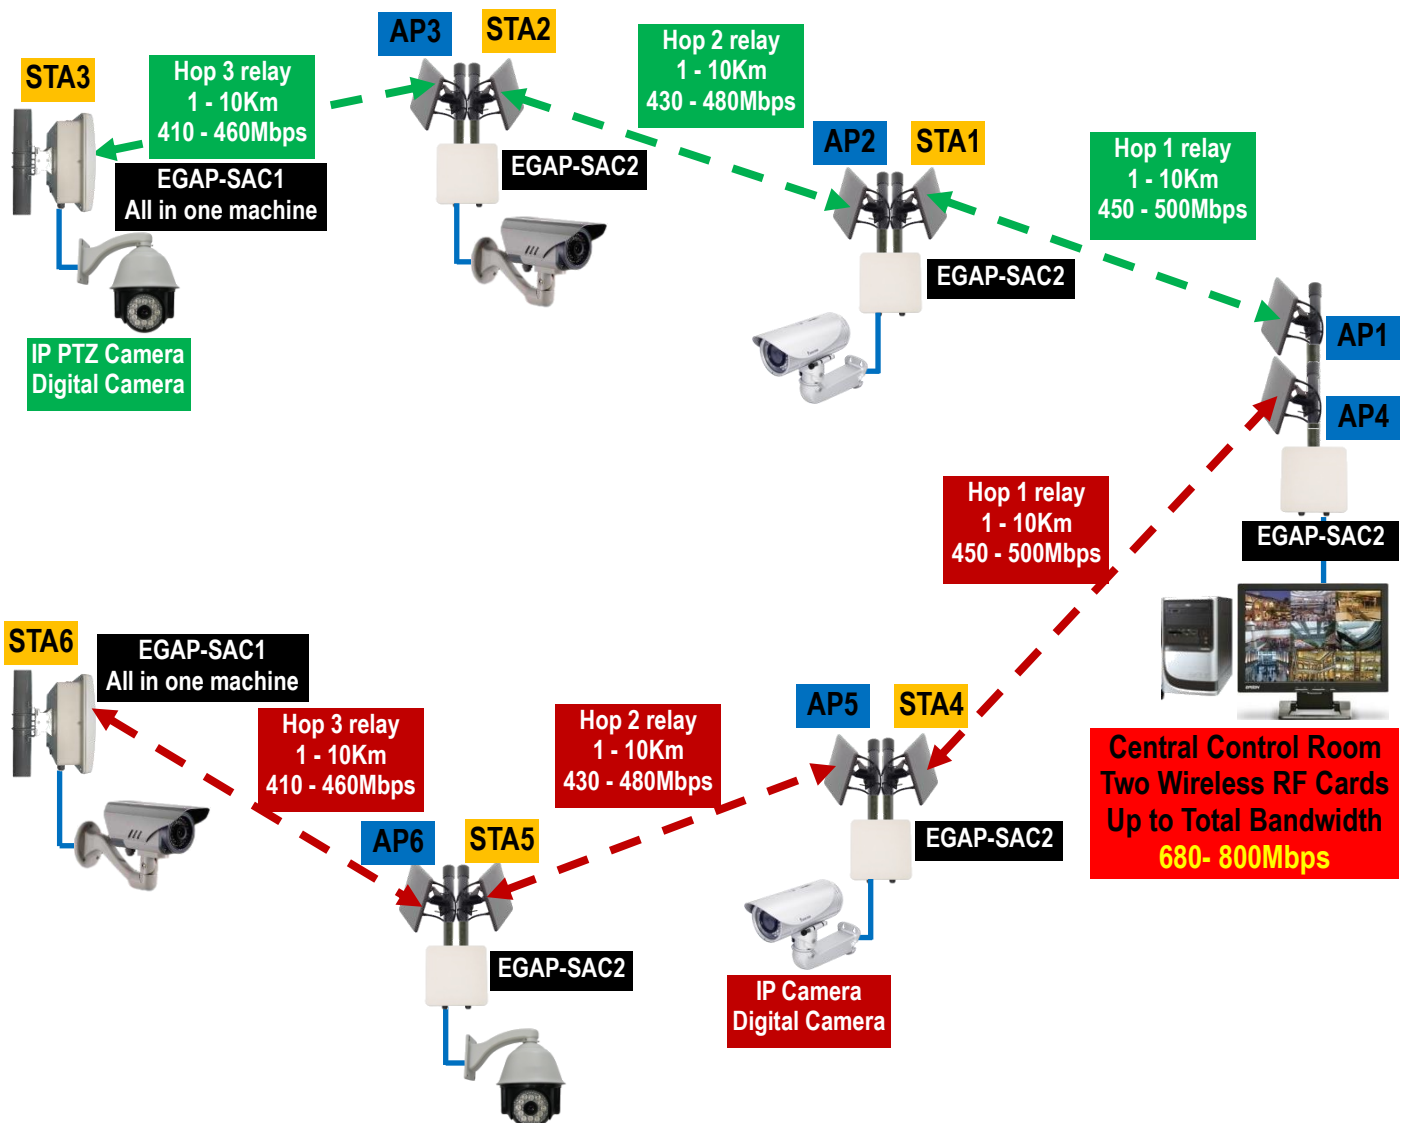 AP3
STA2
Hop 2 relay
1 - 10Km
430 - 480Mbps
STA3
Hop 3 relay
1 - 10Km
410 - 460Mbps
EGAP-SAC2
EGAP-SAC1
All in one machine
IP PTZ Camera
Digital Camera
AP2
STA1
Hop 1 relay
1 - 10Km
450 - 500Mbps
EGAP-SAC2
AP1
AP4
Hop 1 relay
1 - 10Km
450 - 500Mbps
EGAP-SAC2
STA6
EGAP-SAC1
All in one machine
Hop 3 relay
1 - 10Km
410 - 460Mbps
Hop 2 relay
1 - 10Km
430 - 480Mbps
AP5
STA4
EGAP-SAC2
Central Control Room
Two Wireless RF Cards
Up to Total Bandwidth
680- 800Mbps
AP6
STA5
EGAP-SAC2
IP Camera
Digital Camera